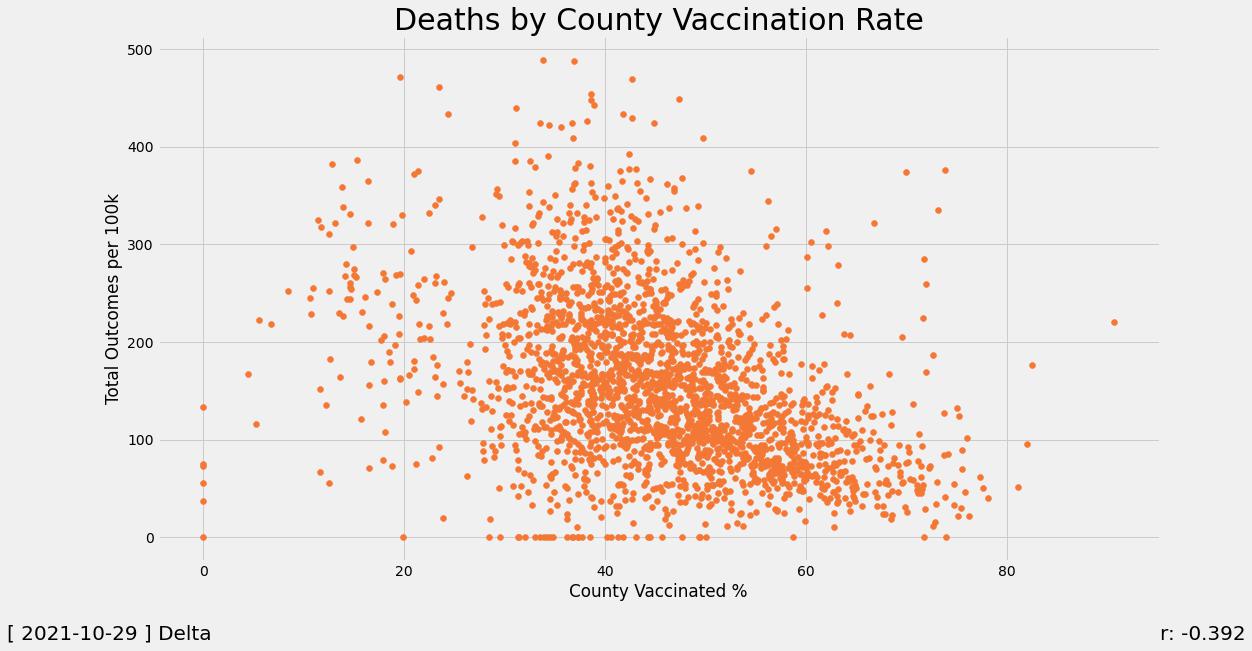 Deaths by County Vaccination Rate
500
400
300
200
100
0
Total Outcomes per 100k
0 20 40 60 80
County Vaccinated %
[ 2021-10-29 ] Delta
r: -0.392